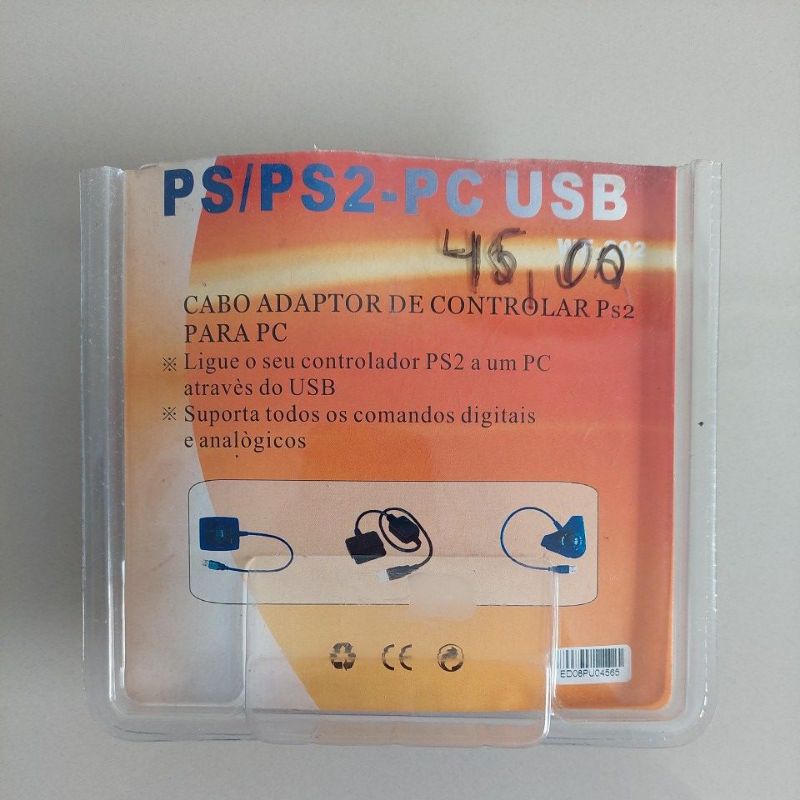 PS/PS2-PC USB
45,00
CABO ADAPTOR DE CONTROLAR Ps2
PARA PC
※ Ligue o seu controlador PS2 a um PC
atravès do USB
※ Suporta todos os comandos digitais
e analògicos
CE
ED08PU04565